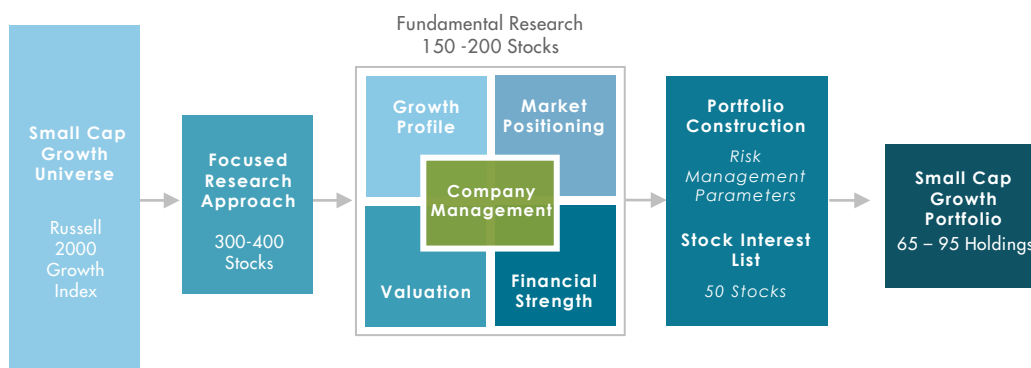 Small Cap
Growth
Universe
Russell
2000
Growth
Index
Focused
Research
Approach
300-400
Stocks
Fundamental Research
150 -200 Stocks
Growth
Profile
Market
Positioning
Company
Management
Valuation
Financial
Strength
Portfolio
Construction
Risk
Management
Parameters
Stock Interest
List
50 Stocks
Small Cap
Growth
Portfolio
65 – 95 Holdings